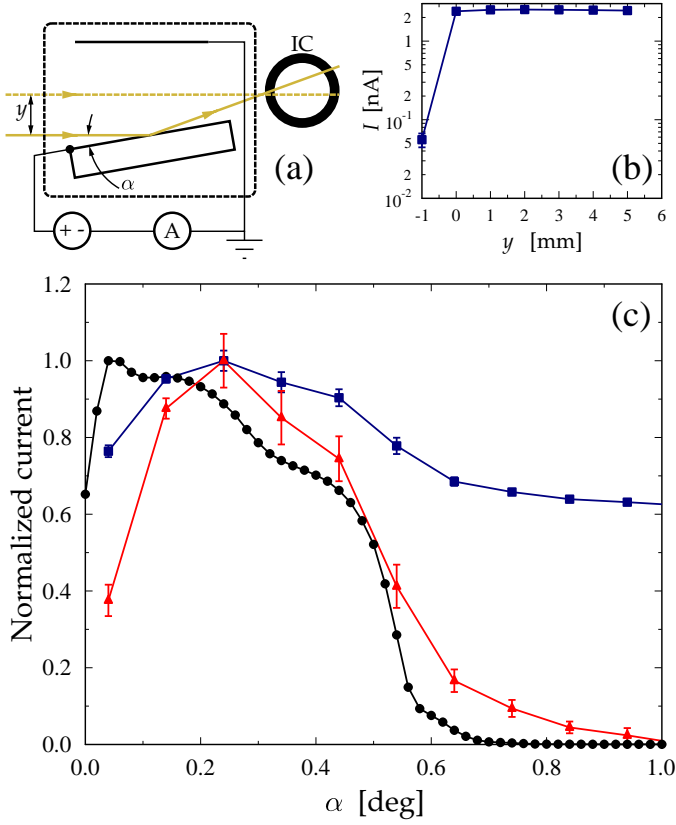 IC
y
α
(a)
+ -
A
I [nA]
2
1
2
10⁻¹
2
10⁻²
-1 0 1 2 3 4 5 6
y [mm]
(b)
Normalized current
1.2
1.0
0.8
0.6
0.4
0.2
0.0
0.0 0.2 0.4 0.6 0.8 1.0
α [deg]
(c)